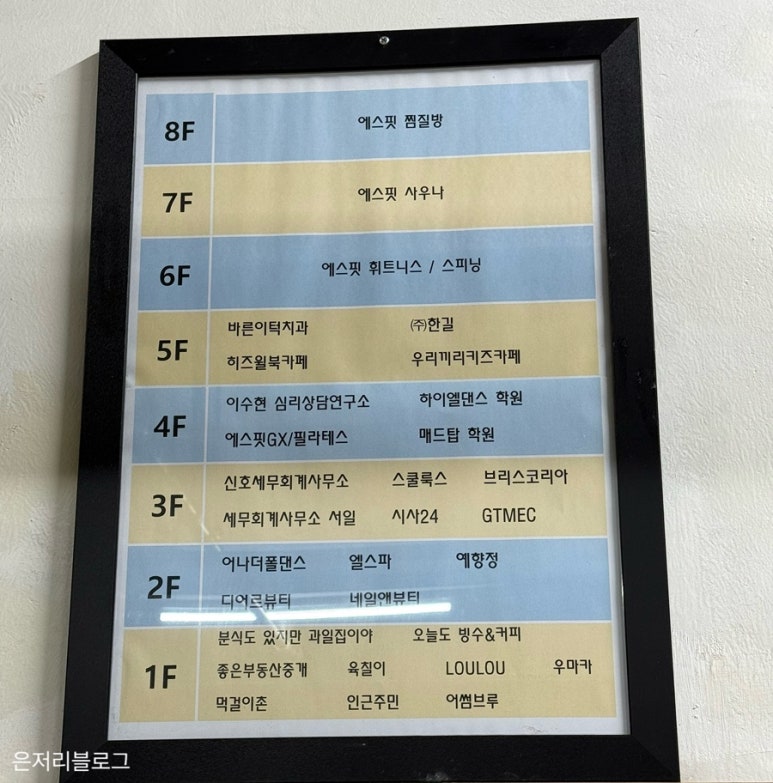 8F 에스핏 찜질방
7F 에스핏 사우나
6F 에스핏 휘트니스 / 스피닝
5F 바른이턱치과 ㈜한길
히즈윌북카페 우리끼리키즈카페
4F 이수현 심리상담연구소 하이엘댄스 학원
에스핏GX/필라테스 매드탑 학원
3F 신호세무회계사무소 스쿨룩스 브리스코리아
세무회계사무소 서일 시사24 GTMEC
2F 어나더폴댄스 엘스파 예향정
디어르뷰티 네일앤뷰티
1F 분식도 있지만 과일집이야 오늘도 빙수&커피
좋은부동산중개 육칠이 LOULOU 우마카
먹걸이촌 인근주민 어썸브루
은저리블로그